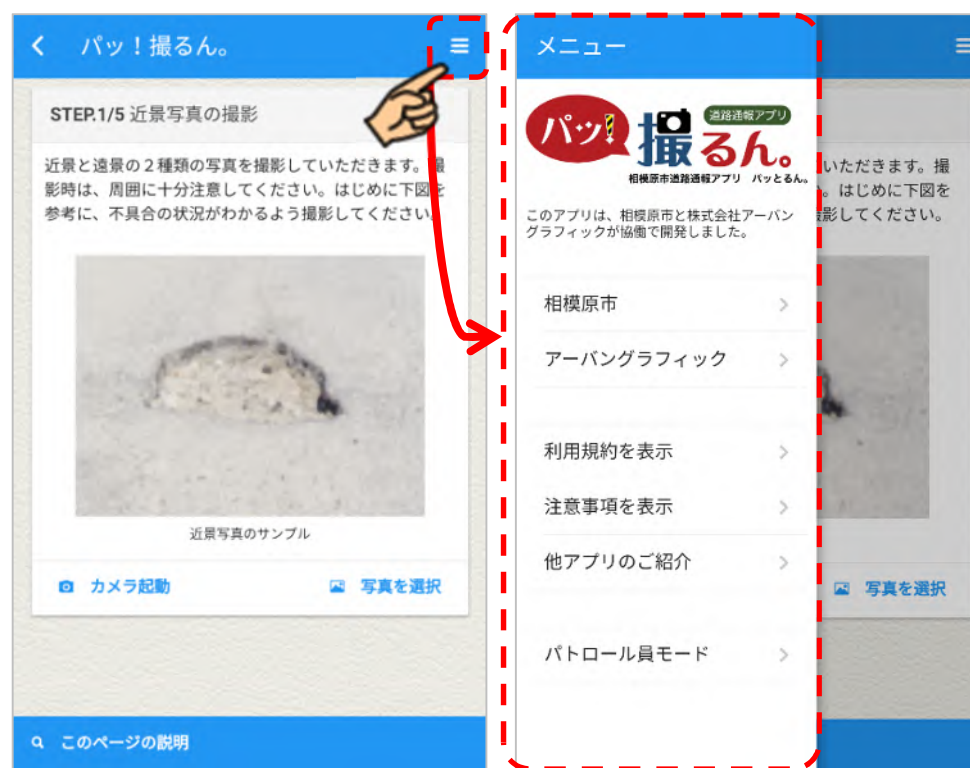 パッ！撮るん。
STEP.1/5 近景写真の撮影
近景と遠景の２種類の写真を撮影していただきます。撮
影時は、周囲に十分注意してください。はじめに下図を
参考に、不具合の状況がわかるよう撮影してください。
近景写真のサンプル
カメラ起動
写真を選択
このページの説明
メニュー
パッ!
撮るん。
道路通報アプリ
相模原市道路通報アプリ パッとるん。
このアプリは、相模原市と株式会社アーバン
グラフィックが協働で開発しました。
相模原市
アーバングラフィック
利用規約を表示
注意事項を表示
他アプリのご紹介
パトロール員モード
いただきます。撮
。はじめに下図を
影してください。
写真を選択